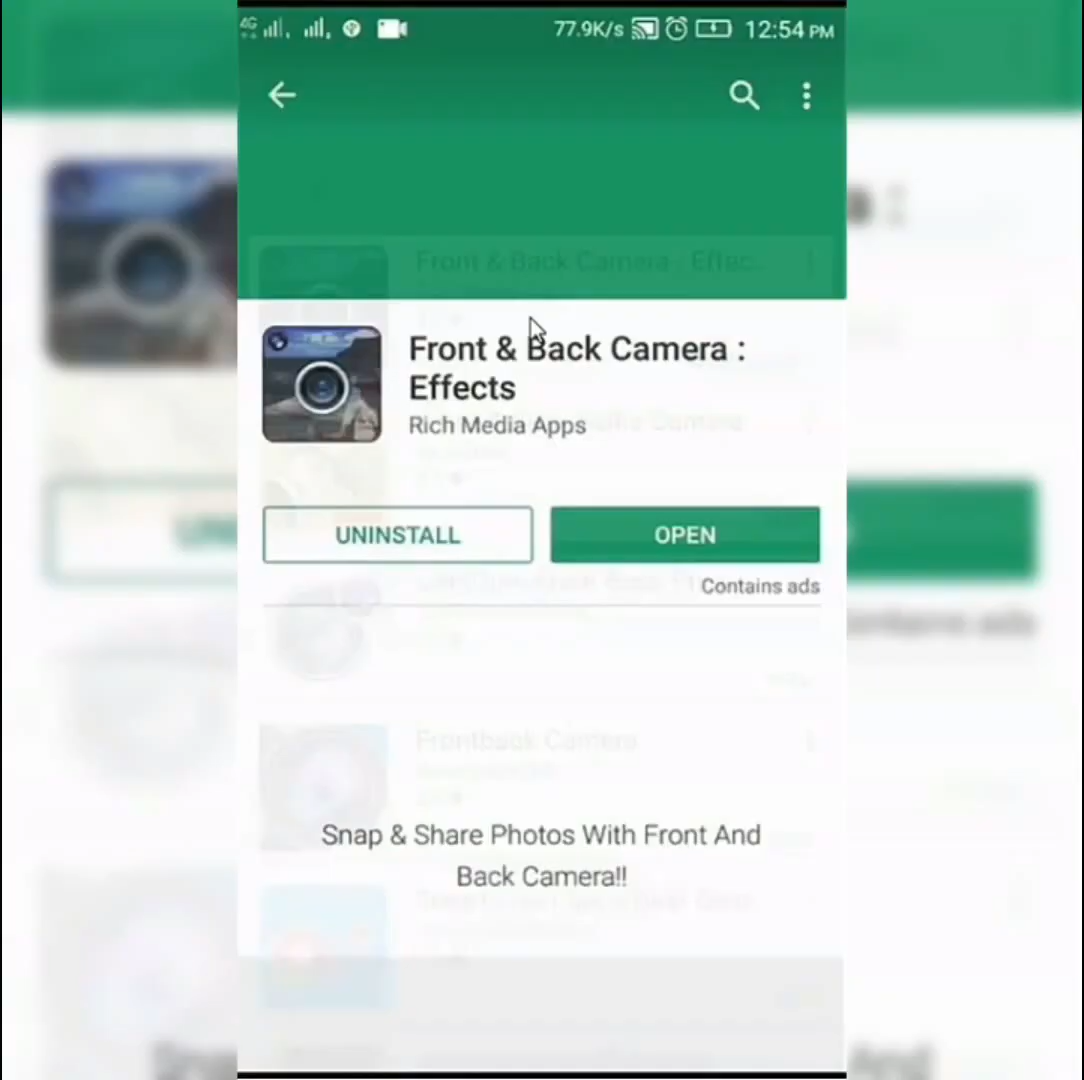 4G
77.9K/s
12:54 PM
Front & Back Camera : Effec...
Front & Back Camera :
Effects
Rich Media Apps
UNINSTALL
OPEN
Contains ads
Frontback Camera
Snap & Share Photos With Front And
Back Camera!!